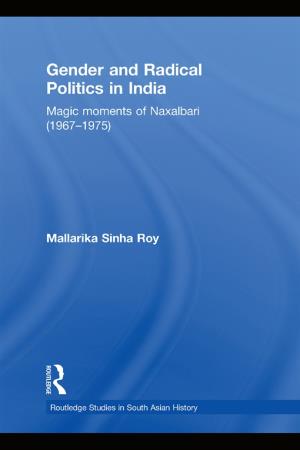 Gender and Radical
Politics in India
Magic moments of Naxalbari
(1967–1975)
Mallarika Sinha Roy
ROUTLEDGE
Routledge Studies in South Asian History